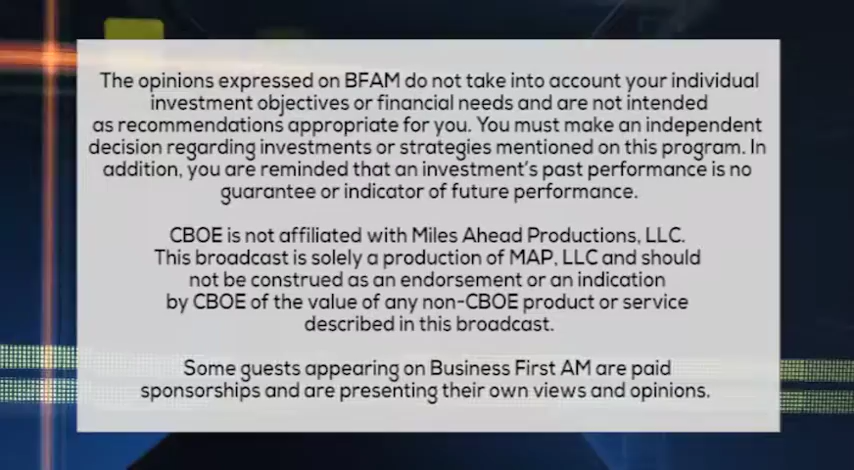 The opinions expressed on BFAM do not take into account your individual
investment objectives or financial needs and are not intended
as recommendations appropriate for you. You must make an independent
decision regarding investments or strategies mentioned on this program. In
addition, you are reminded that an investment's past performance is no
guarantee or indicator of future performance.
CBOE is not affiliated with Miles Ahead Productions, LLC.
This broadcast is solely a production of MAP, LLC and should
not be construed as an endorsement or an indication
by CBOE of the value of any non-CBOE product or service
described in this broadcast.
Some guests appearing on Business First AM are paid
sponsorships and are presenting their own views and opinions.